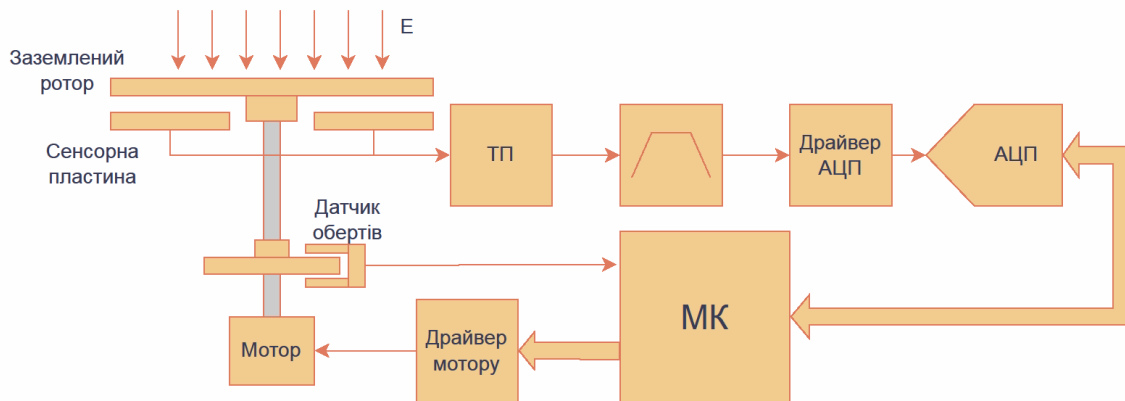 E
Заземлений
ротор
Сенсорна
пластина
ТП
Драйвер
АЦП
АЦП
Датчик
обертів
МК
Мотор
Драйвер
мотору